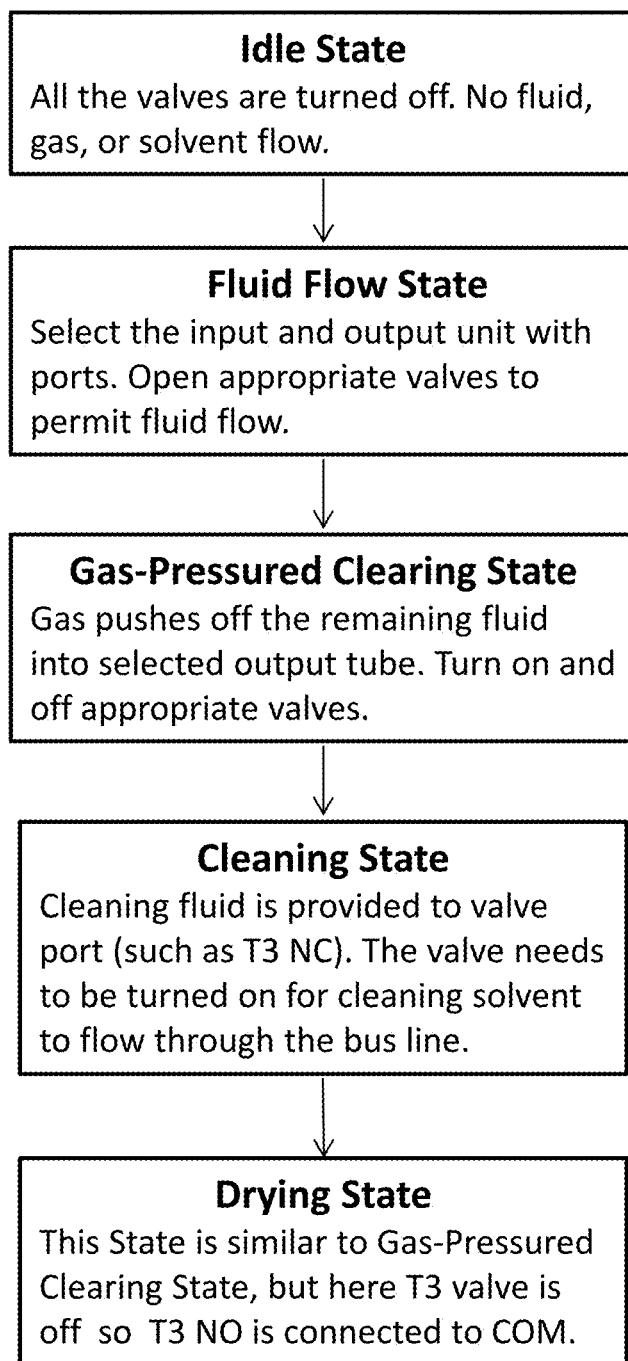 Idle State
All the valves are turned off. No fluid,
gas, or solvent flow.
Fluid Flow State
Select the input and output unit with
ports. Open appropriate valves to
permit fluid flow.
Gas-Pressured Clearing State
Gas pushes off the remaining fluid
into selected output tube. Turn on and
off appropriate valves.
Cleaning State
Cleaning fluid is provided to valve
port (such as T3 NC). The valve needs
to be turned on for cleaning solvent
to flow through the bus line.
Drying State
This State is similar to Gas-Pressured
Clearing State, but here T3 valve is
off so T3 NO is connected to COM.